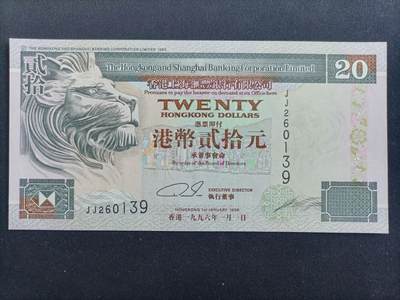 THE HONGKONG AND SHANGHAI BANKING CORPORATION LIMITED 1995
貳拾
The Hongkong and Shanghai Banking Corporation Limited
20
香港上海滙豐銀行有限公司
Promises to pay the bearer on demand at its Office here
TWENTY
HONGKONG DOLLARS
憑票即付
港幣貳拾元
承董事會命
By order of the Board of Directors
JJ260139
EXECUTIVE DIRECTOR
執行董事
JJ260139
HONGKONG 1ST JANUARY 1996
香港一九九六年一月一日